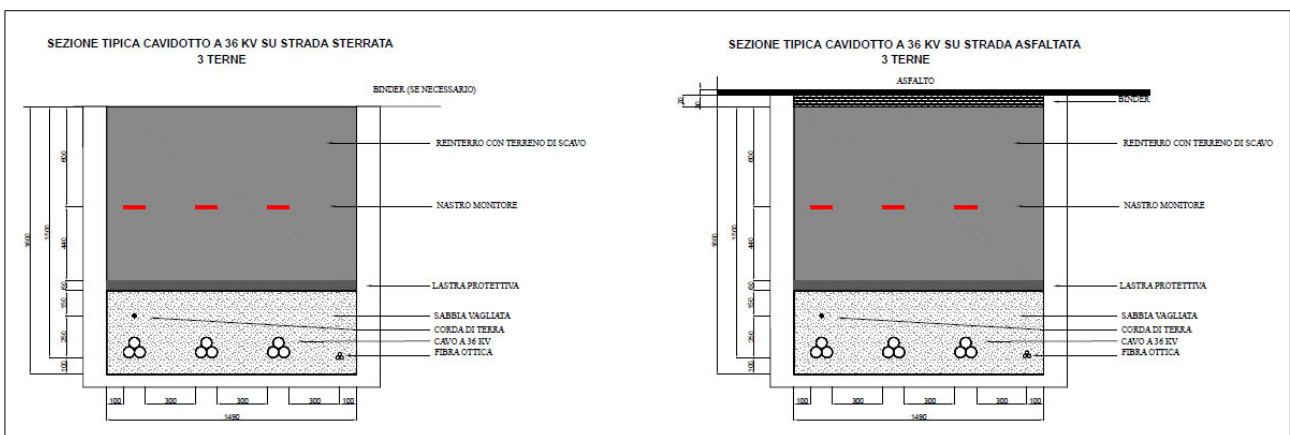 SEZIONE TIPICA CAVIDOTTO A 36 KV SU STRADA STERRATA
3 TERNE
BINDER (SE NECESSARIO)
REINTERRO CON TERRENO DI SCAVO
NASTRO MONITORE
LASTRA PROTETTIVA
SABBIA VAGLIATA
CORDA DI TERRA
CAVO A 36 KV
FIBRA OTTICA
1500
600
440
60
150
250
100
100
300
300
300
100
1490
SEZIONE TIPICA CAVIDOTTO A 36 KV SU STRADA ASFALTATA
3 TERNE
ASFALTO
BINDER
REINTERRO CON TERRENO DI SCAVO
NASTRO MONITORE
LASTRA PROTETTIVA
SABBIA VAGLIATA
CORDA DI TERRA
CAVO A 36 KV
FIBRA OTTICA
1500
600
440
60
150
250
100
100
300
300
300
100
1490